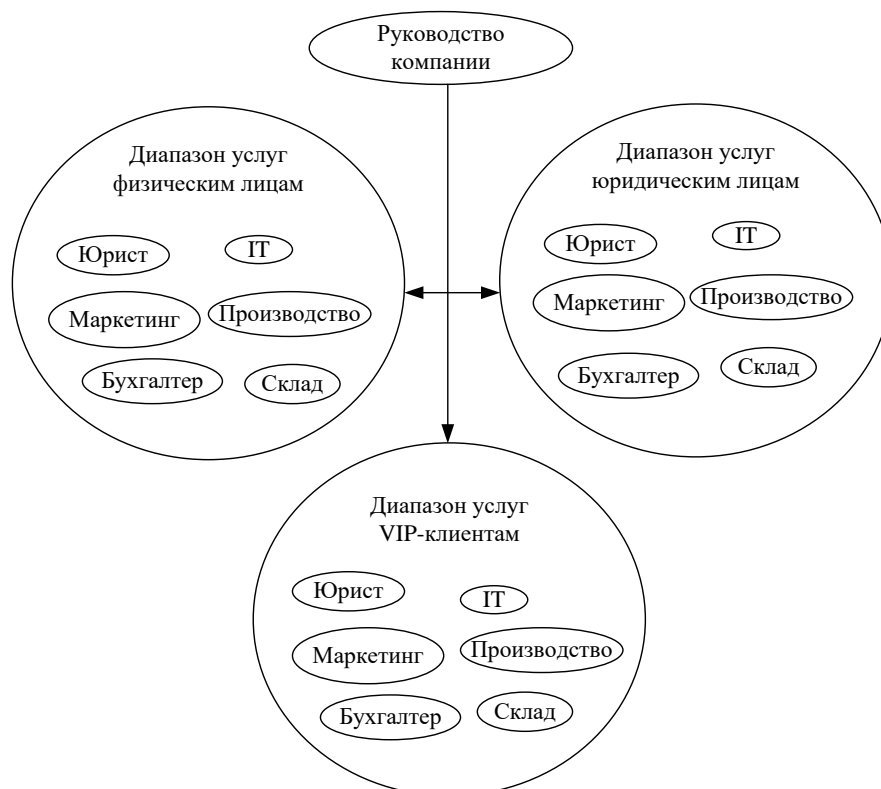 Руководство
компании
Диапазон услуг
физическим лицам
Юрист
IT
Маркетинг
Производство
Бухгалтер
Склад
Диапазон услуг
юридическим лицам
Юрист
IT
Маркетинг
Производство
Бухгалтер
Склад
Диапазон услуг
VIP-клиентам
Юрист
IT
Маркетинг
Производство
Бухгалтер
Склад